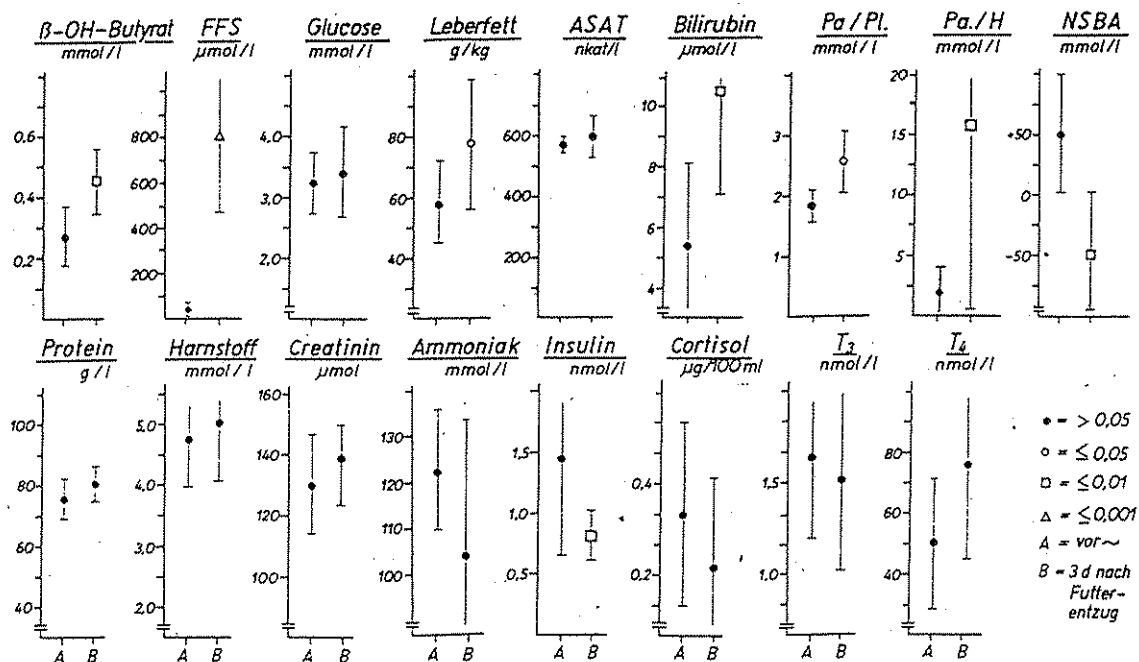 ß-OH-Butyrat FFS Glucose Leberfett ASAT Bilirubin Pa/Pl. Pa./H NSBA
mmol/l µmol/l mmol/l g/kg nkat/l µmol/l mmol/l mmol/l mmol/l
0,6 0,4 0,2
800 600 400 200
4,0 3,0 2,0
80 60 40
600 400 200
10 8 6 4
3 2 1
20 15 10 5
+50 0 -50
Protein Harnstoff Creatinin Ammoniak Insulin Cortisol T3 T4
g/l mmol/l µmol mmol/l nmol/l µg/100ml nmol/l nmol/l
100 80 60 40
5,0 4,0 3,0 2,0
160 140 120 100
130 120 110 100
1,5 1,0 0,5
0,4 0,2
1,5 1,0
80 60 40 20
● = > 0,05
○ = ≤ 0,05
□ = ≤ 0,01
△ = ≤ 0,001
A = vor ~
B = 3 d nach
Futter-
entzug
A B A B A B A B A B A B A B A B